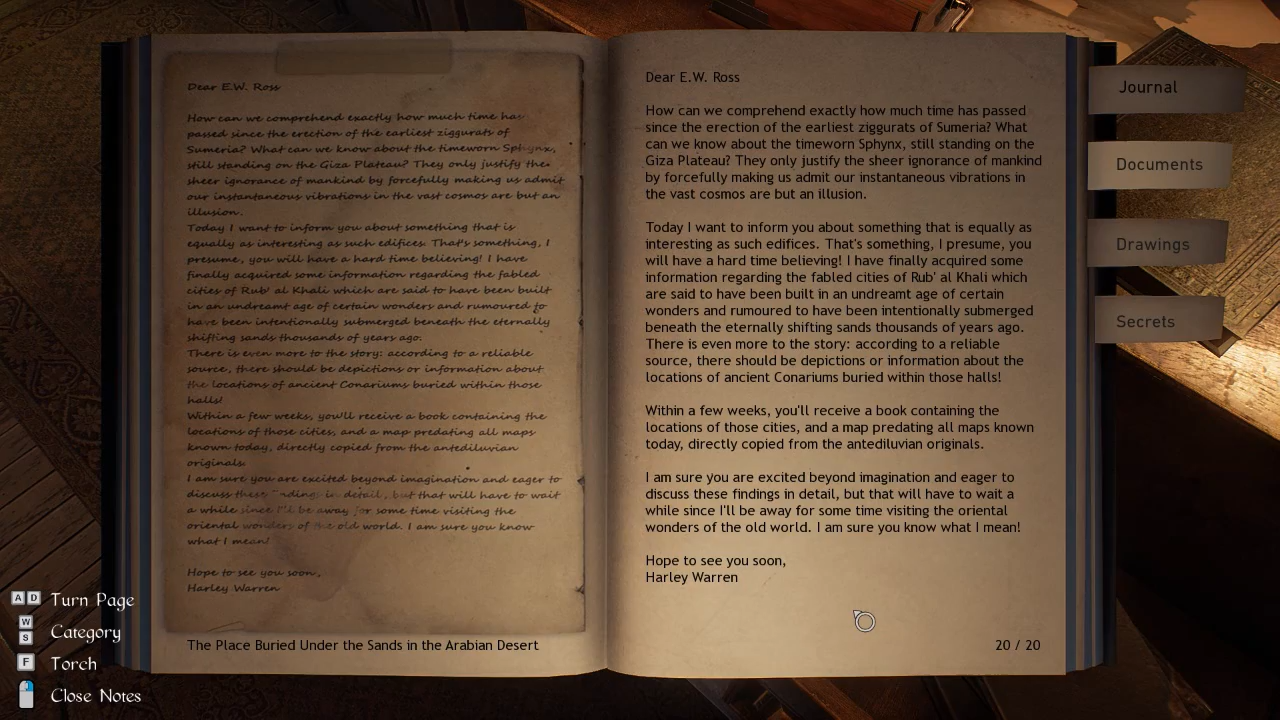 Dear E.W. Ross
How can we comprehend exactly how much time has
passed since the erection of the earliest ziggurats of
Sumeria? What can we know about the timeworn Sphynx,
still standing on the Giza Plateau? They only justify the
sheer ignorance of mankind by forcefully making us admit
our instantaneous vibrations in the vast cosmos are but an
illusion.
Today I want to inform you about something that is
equally as interesting as such edifices. That's something, I
presume, you will have a hard time believing! I have
finally acquired some information regarding the fabled
cities of Rub' al Khali which are said to have been built
in an undreamt age of certain wonders and rumoured to
have been intentionally submerged beneath the eternally
shifting sands thousands of years ago.
There is even more to the story: according to a reliable
source, there should be depictions or information about
the locations of ancient Conariums buried within those
halls!
Within a few weeks, you'll receive a book containing the
locations of those cities, and a map predating all maps
known today, directly copied from the antediluvian
originals.
I am sure you are excited beyond imagination and eager to
discuss these findings in detail, but that will have to wait
a while since I'll be away for some time visiting the
oriental wonders of the old world. I am sure you know
what I mean!
Hope to see you soon,
Harley Warren
The Place Buried Under the Sands in the Arabian Desert
Dear E.W. Ross
How can we comprehend exactly how much time has passed
since the erection of the earliest ziggurats of Sumeria? What
can we know about the timeworn Sphynx, still standing on the
Giza Plateau? They only justify the sheer ignorance of mankind
by forcefully making us admit our instantaneous vibrations in
the vast cosmos are but an illusion.
Today I want to inform you about something that is equally as
interesting as such edifices. That's something, I presume, you
will have a hard time believing! I have finally acquired some
information regarding the fabled cities of Rub' al Khali which
are said to have been built in an undreamt age of certain
wonders and rumoured to have been intentionally submerged
beneath the eternally shifting sands thousands of years ago.
There is even more to the story: according to a reliable
source, there should be depictions or information about the
locations of ancient Conariums buried within those halls!
Within a few weeks, you'll receive a book containing the
locations of those cities, and a map predating all maps known
today, directly copied from the antediluvian originals.
I am sure you are excited beyond imagination and eager to
discuss these findings in detail, but that will have to wait a
while since I'll be away for some time visiting the oriental
wonders of the old world. I am sure you know what I mean!
Hope to see you soon,
Harley Warren
20 / 20
Journal
Documents
Drawings
Secrets
A D Turn Page
W S Category
F Torch
Close Notes